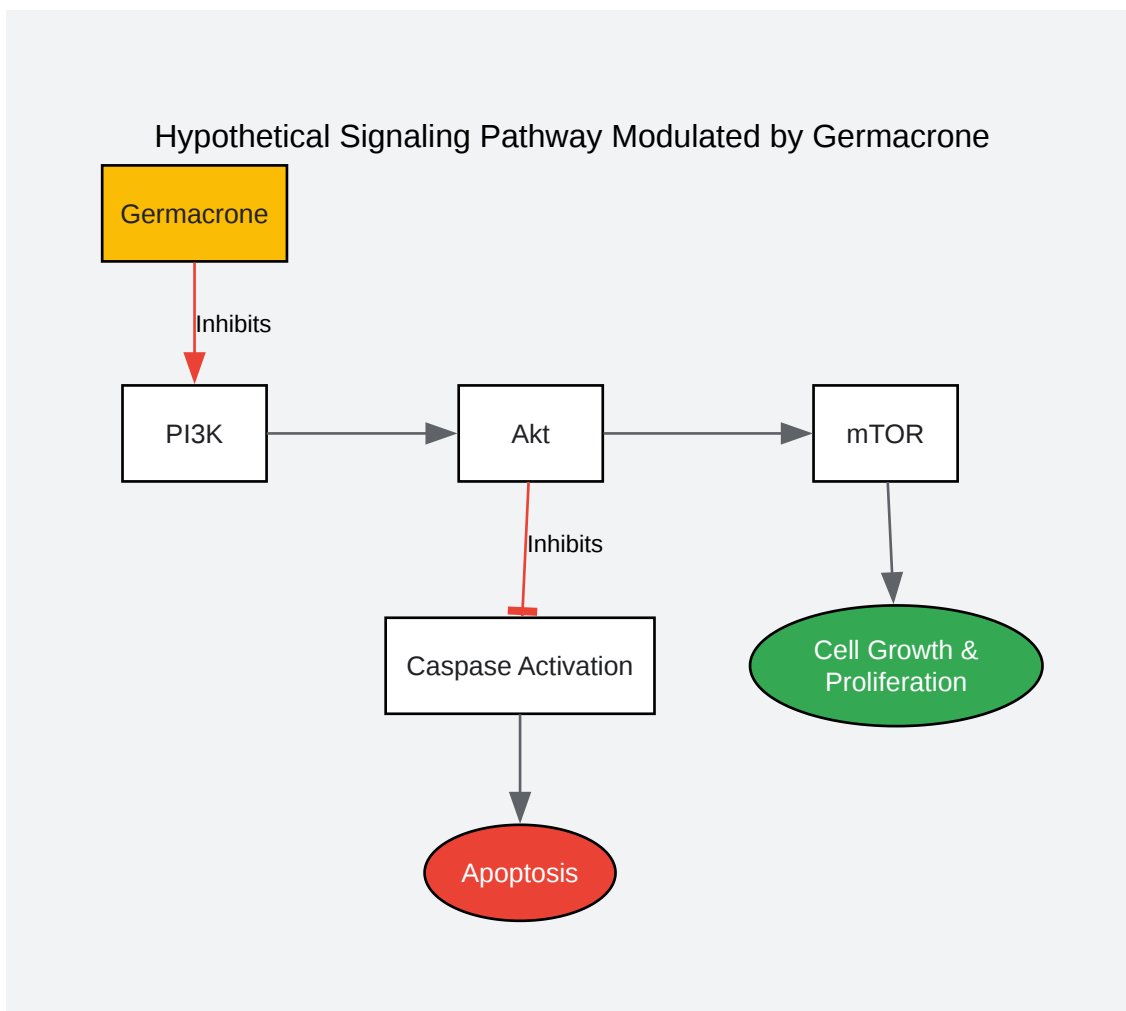 Hypothetical Signaling Pathway Modulated by Germacrone
Germacrone
Inhibits
PI3K
Akt
mTOR
Inhibits
Caspase Activation
Cell Growth &
Proliferation
Apoptosis